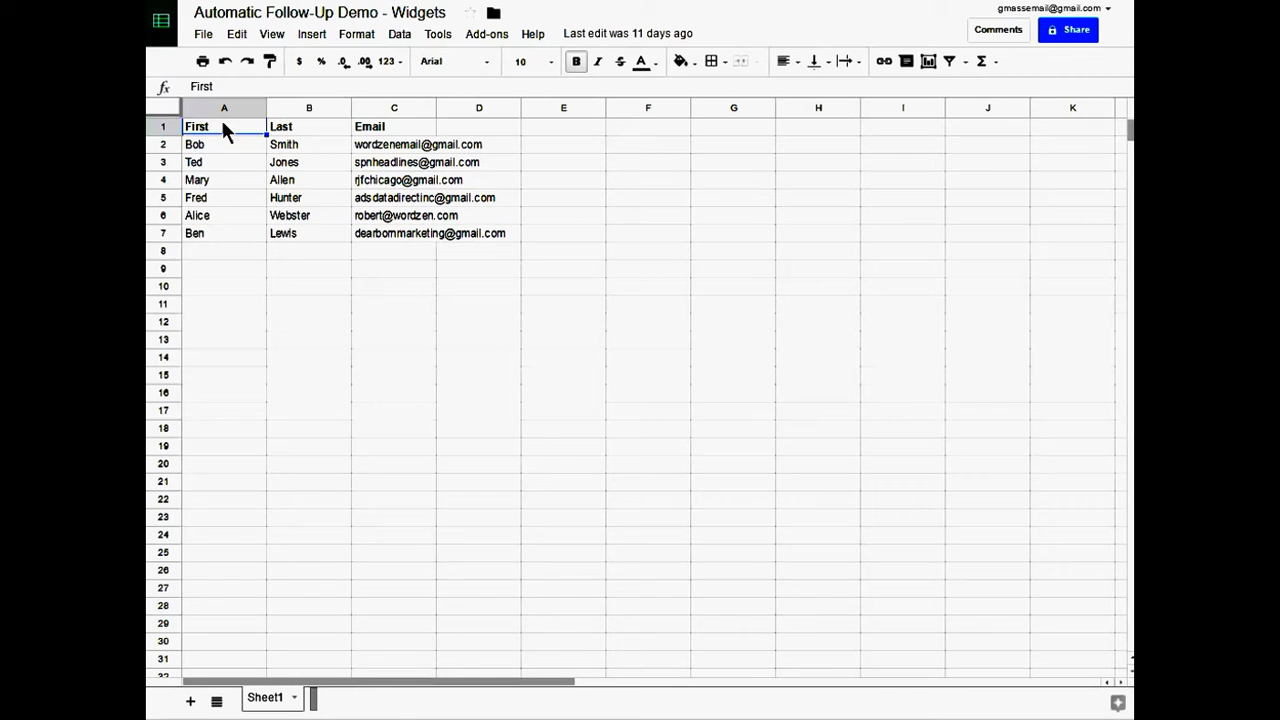 Automatic Follow-Up Demo - Widgets
gmassemail@gmail.com
File Edit View Insert Format Data Tools Add-ons Help Last edit was 11 days ago
Comments Share
$ % .0 .00 123 Arial 10 B I S A Σ
fx First
A B C D E F G H I J K
1 First Last Email
2 Bob Smith wordzenemail@gmail.com
3 Ted Jones spnheadlines@gmail.com
4 Mary Allen rjfchicago@gmail.com
5 Fred Hunter adsdatadirectinc@gmail.com
6 Alice Webster robert@wordzen.com
7 Ben Lewis dearbornmarketing@gmail.com
8
9
10
11
12
13
14
15
16
17
18
19
20
21
22
23
24
25
26
27
28
29
30
31
32
+ Sheet1